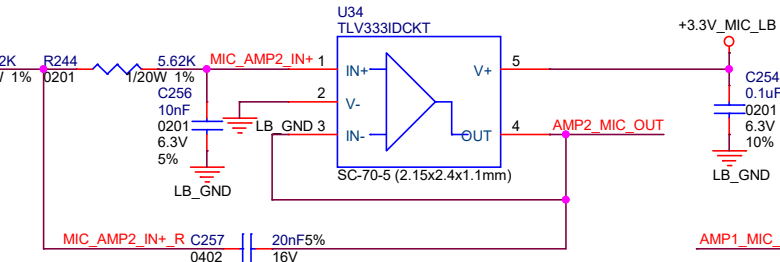 U34
TLV333IDCKT
+3.3V_MIC_LB
2K R244 5.62K MIC_AMP2_IN+ 1 IN+ V+ 5
1% 0201 1/20W 1%
C256 2 V-
10nF
0201 LB_GND 3 IN- OUT 4 AMP2_MIC_OUT
6.3V
5%
SC-70-5 (2.15x2.4x1.1mm)
LB_GND
C254
0.1uF
0201
6.3V
10%
LB_GND
MIC_AMP2_IN+_R C257 20nF5%
0402 16V
AMP1_MIC_